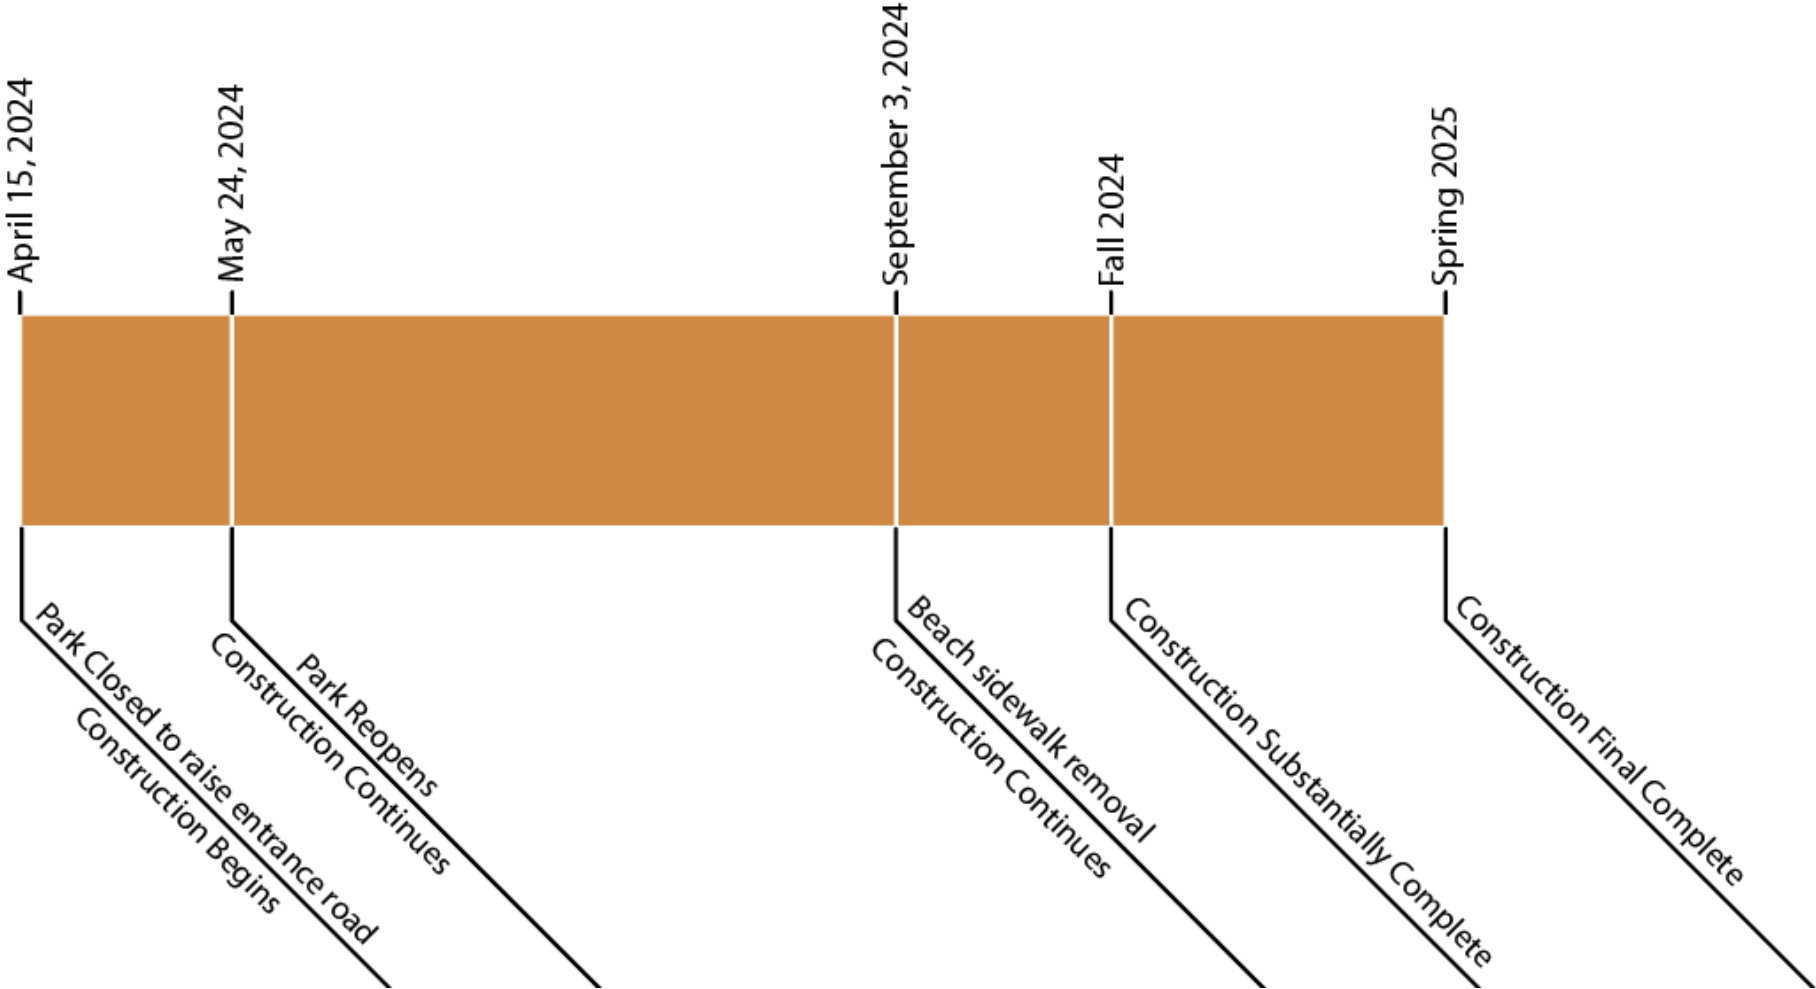 April 15, 2024
May 24, 2024
September 3, 2024
Fall 2024
Spring 2025
Park Closed to raise entrance road
Construction Begins
Park Reopens
Construction Continues
Beach sidewalk removal
Construction Continues
Construction Substantially Complete
Construction Final Complete